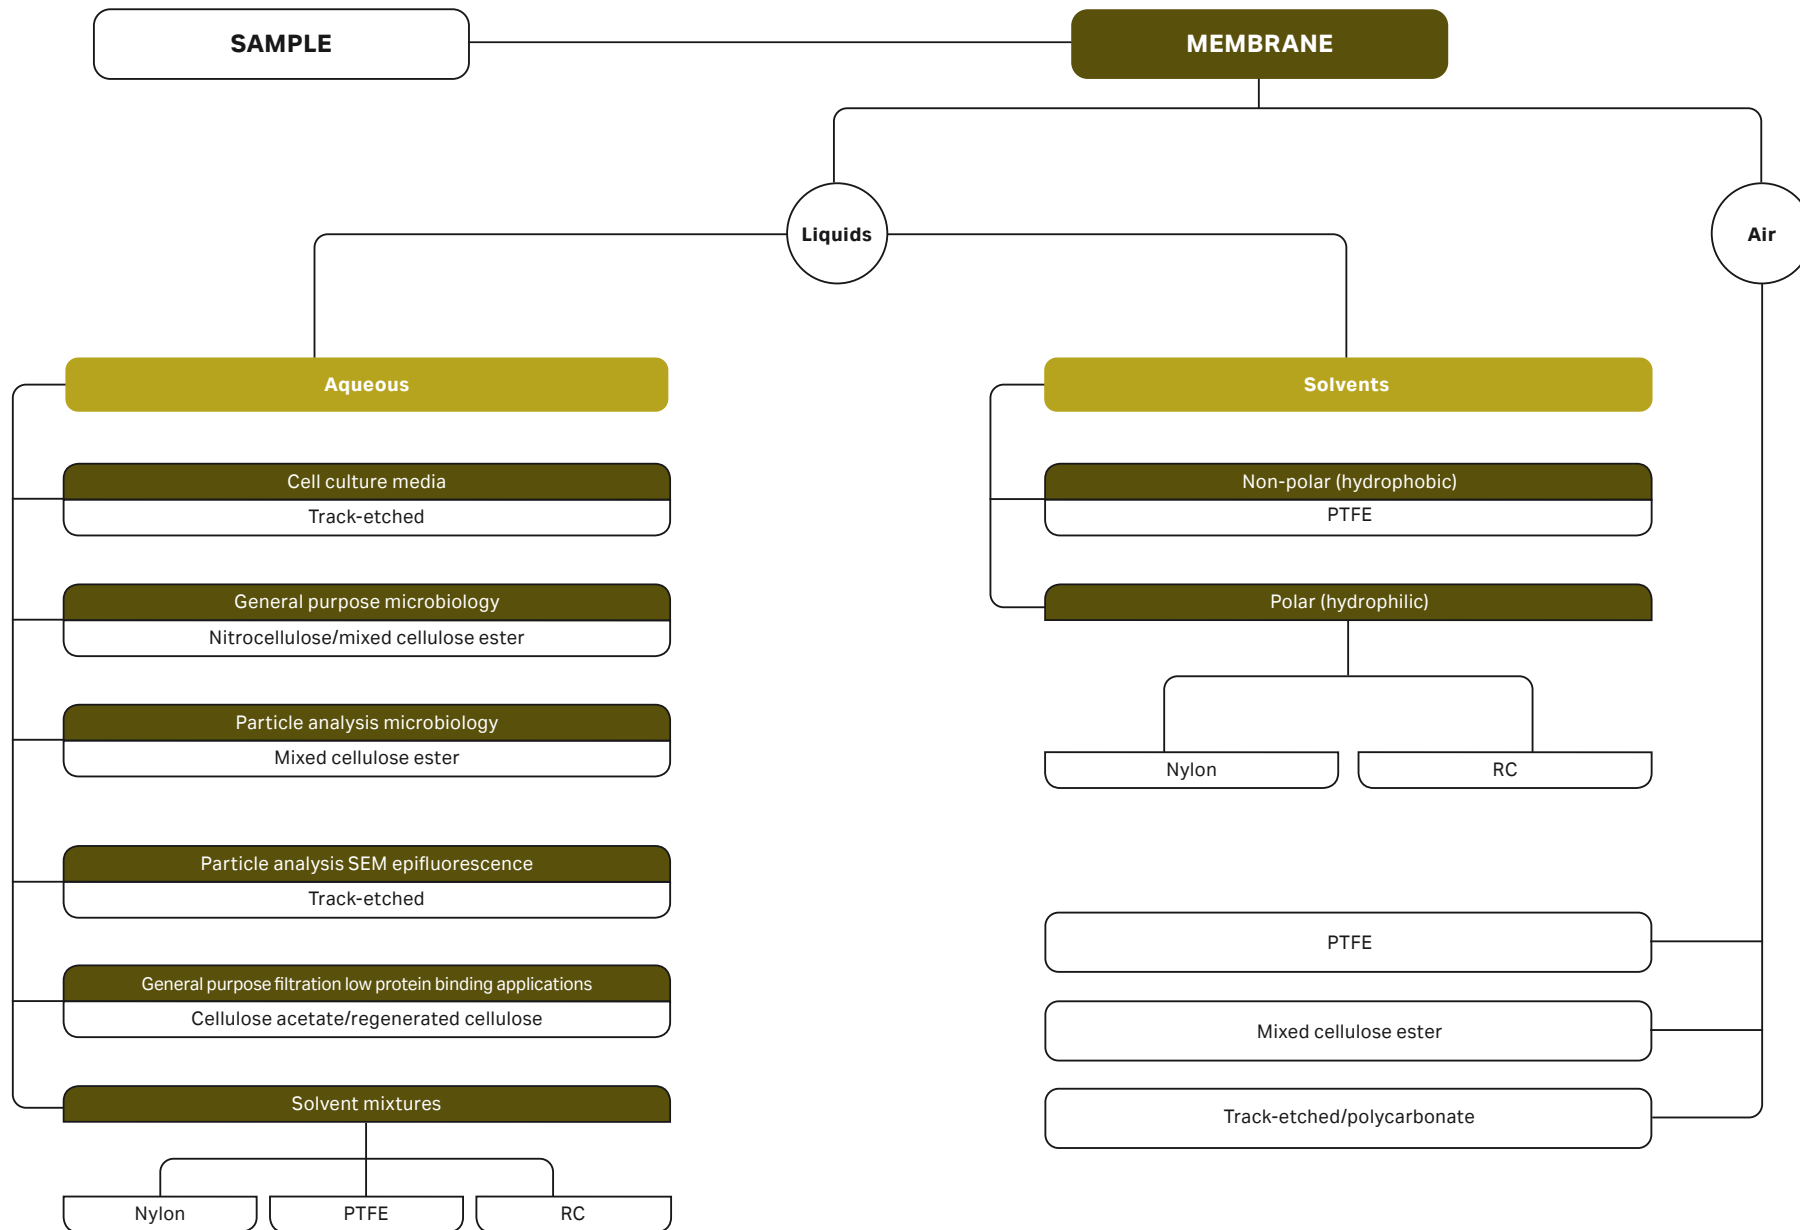 SAMPLE
MEMBRANE
Liquids
Air
Aqueous
Cell culture media
Track-etched
General purpose microbiology
Nitrocellulose/mixed cellulose ester
Particle analysis microbiology
Mixed cellulose ester
Particle analysis SEM epifluorescence
Track-etched
General purpose filtration low protein binding applications
Cellulose acetate/regenerated cellulose
Solvent mixtures
Nylon
PTFE
RC
Solvents
Non-polar (hydrophobic)
PTFE
Polar (hydrophilic)
Nylon
RC
PTFE
Mixed cellulose ester
Track-etched/polycarbonate